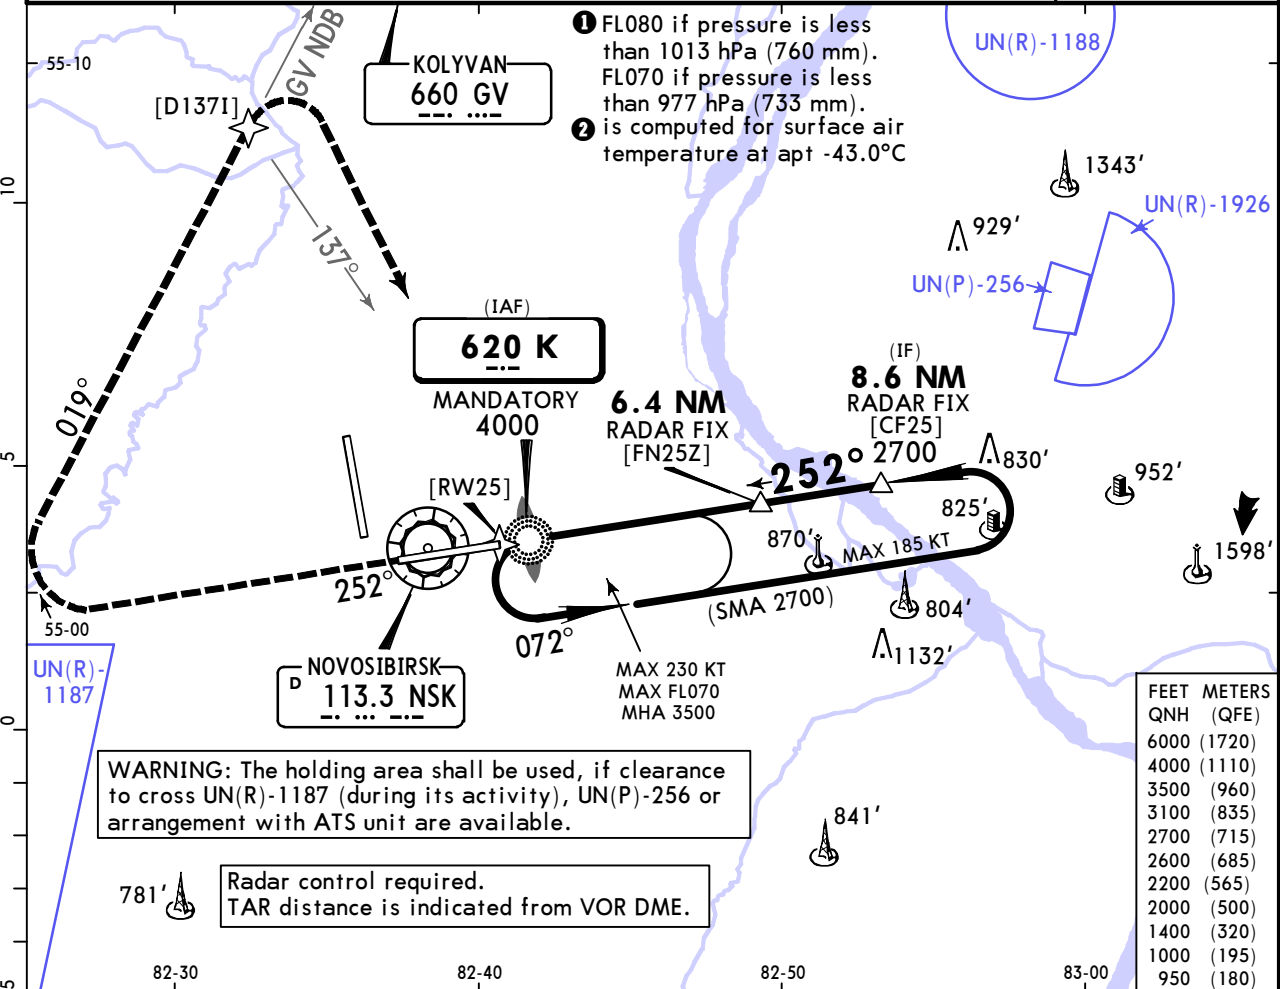 ❶ FL080 if pressure is less
than 1013 hPa (760 mm).
FL070 if pressure is less
than 977 hPa (733 mm).
❷ is computed for surface air
temperature at apt -43.0°C
UN(R)-1188
GV NDB
KOLYVAN
660 GV
55-10
[D137I]
1343'
10
UN(R)-1926
929'
137°
UN(P)-256
(IAF)
620 K
MANDATORY
4000
(IF)
8.6 NM
RADAR FIX
[CF25]
2700
6.4 NM
RADAR FIX
[FN25Z]
019°
252°
830'
5
952'
[RW25]
825'
870'
MAX 185 KT
1598'
252°
(SMA 2700)
804'
55-00
072°
1132'
UN(R)-
1187
NOVOSIBIRSK
D 113.3 NSK
MAX 230 KT
MAX FL070
MHA 3500
0
WARNING: The holding area shall be used, if clearance
to cross UN(R)-1187 (during its activity), UN(P)-256 or
arrangement with ATS unit are available.
841'
781'
Radar control required.
TAR distance is indicated from VOR DME.
FEET METERS
QNH (QFE)
6000 (1720)
4000 (1110)
3500 (960)
3100 (835)
2700 (715)
2600 (685)
2200 (565)
2000 (500)
1400 (320)
1000 (195)
950 (180)
5
82-30
82-40
82-50
83-00